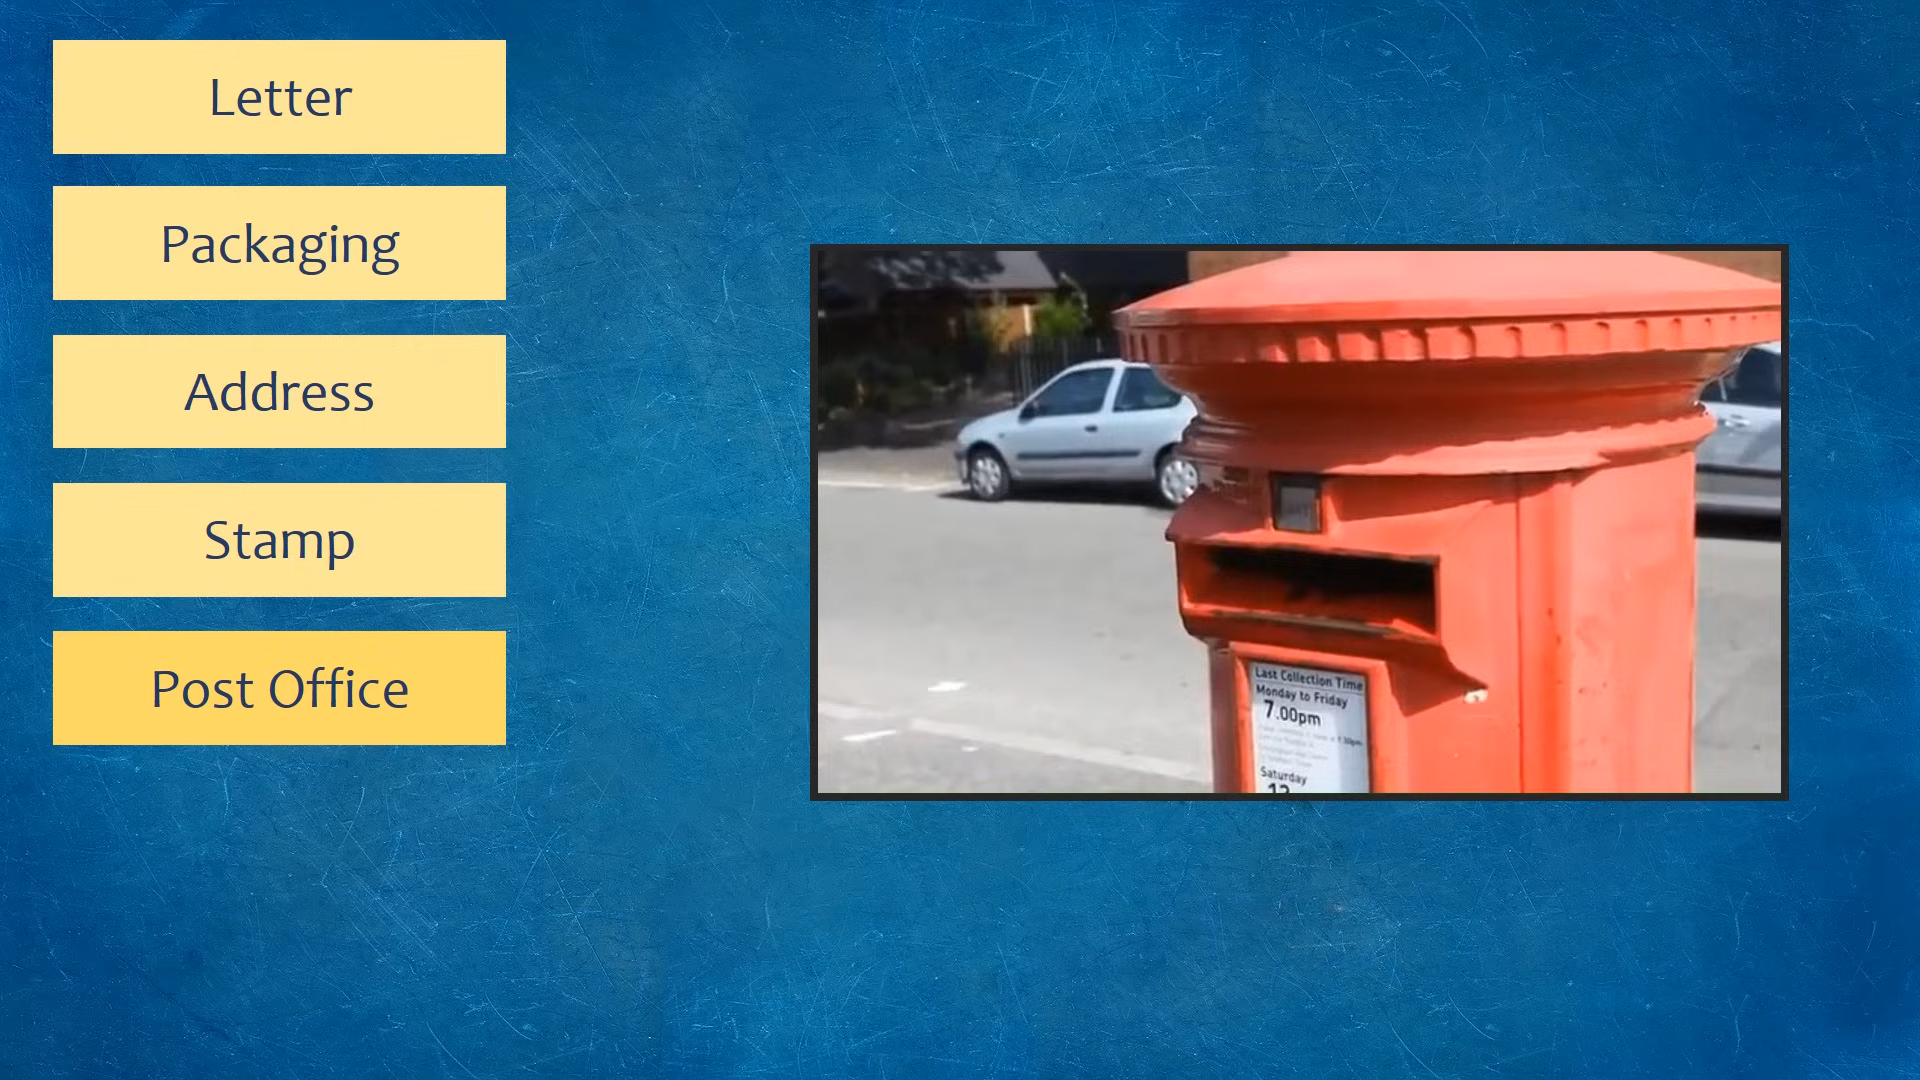 Letter
Packaging
Address
Stamp
Post Office
Last Collection Time
Monday to Friday
7.00pm
Saturday